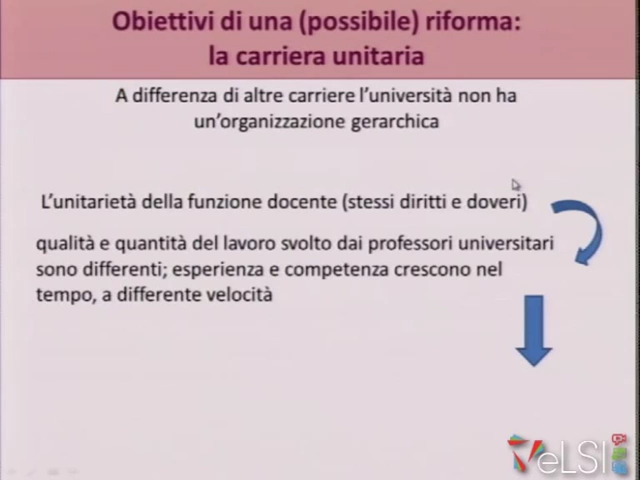 Obiettivi di una (possibile) riforma:
la carriera unitaria
A differenza di altre carriere l'università non ha
un'organizzazione gerarchica
L'unitarietà della funzione docente (stessi diritti e doveri)
qualità e quantità del lavoro svolto dai professori universitari
sono differenti; esperienza e competenza crescono nel
tempo, a differente velocità
VeLSI